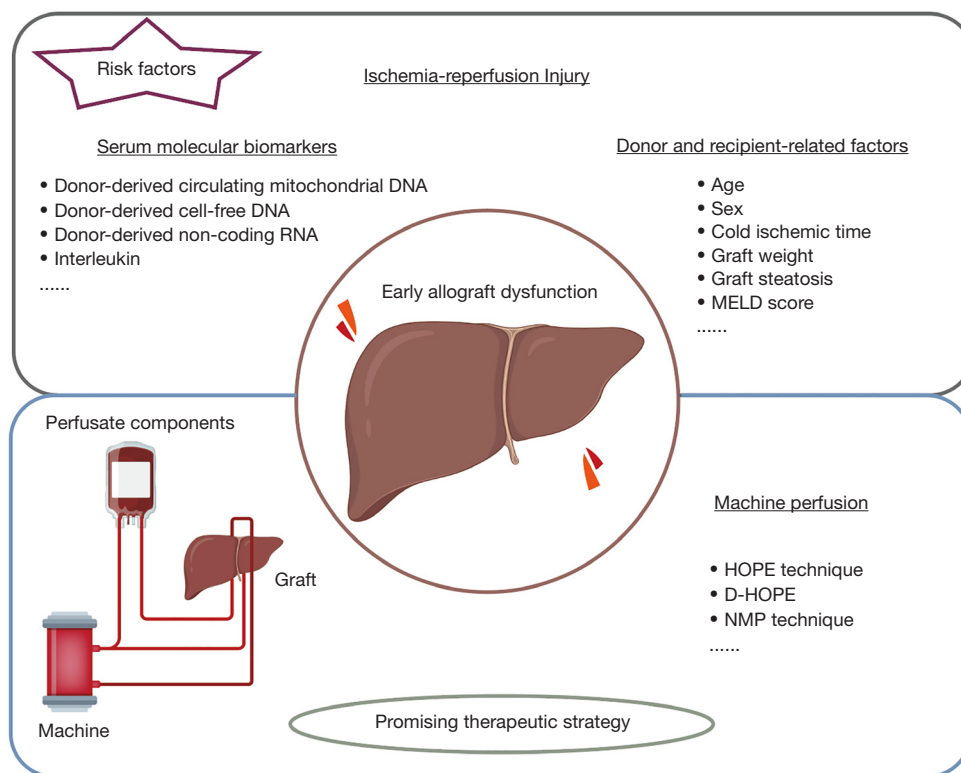 Risk factors
Ischemia-reperfusion Injury
Serum molecular biomarkers
• Donor-derived circulating mitochondrial DNA
• Donor-derived cell-free DNA
• Donor-derived non-coding RNA
• Interleukin
......
Donor and recipient-related factors
• Age
• Sex
• Cold ischemic time
• Graft weight
• Graft steatosis
• MELD score
......
Early allograft dysfunction
Perfusate components
Graft
Machine
Machine perfusion
• HOPE technique
• D-HOPE
• NMP technique
......
Promising therapeutic strategy